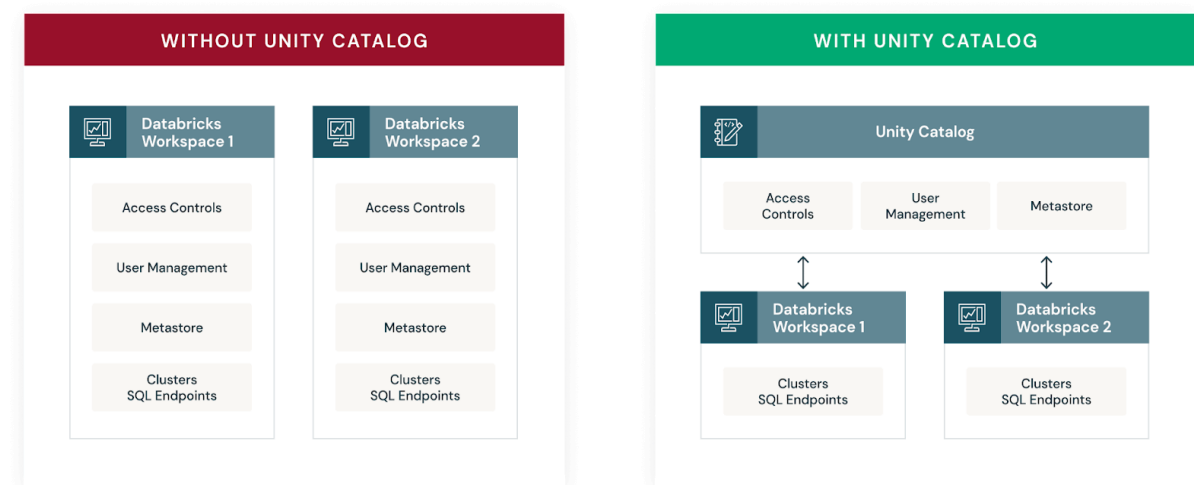 WITHOUT UNITY CATALOG
Databricks
Workspace 1
Access Controls
User Management
Metastore
Clusters
SQL Endpoints
Databricks
Workspace 2
Access Controls
User Management
Metastore
Clusters
SQL Endpoints
WITH UNITY CATALOG
Unity Catalog
Access
Controls
User
Management
Metastore
Databricks
Workspace 1
Clusters
SQL Endpoints
Databricks
Workspace 2
Clusters
SQL Endpoints